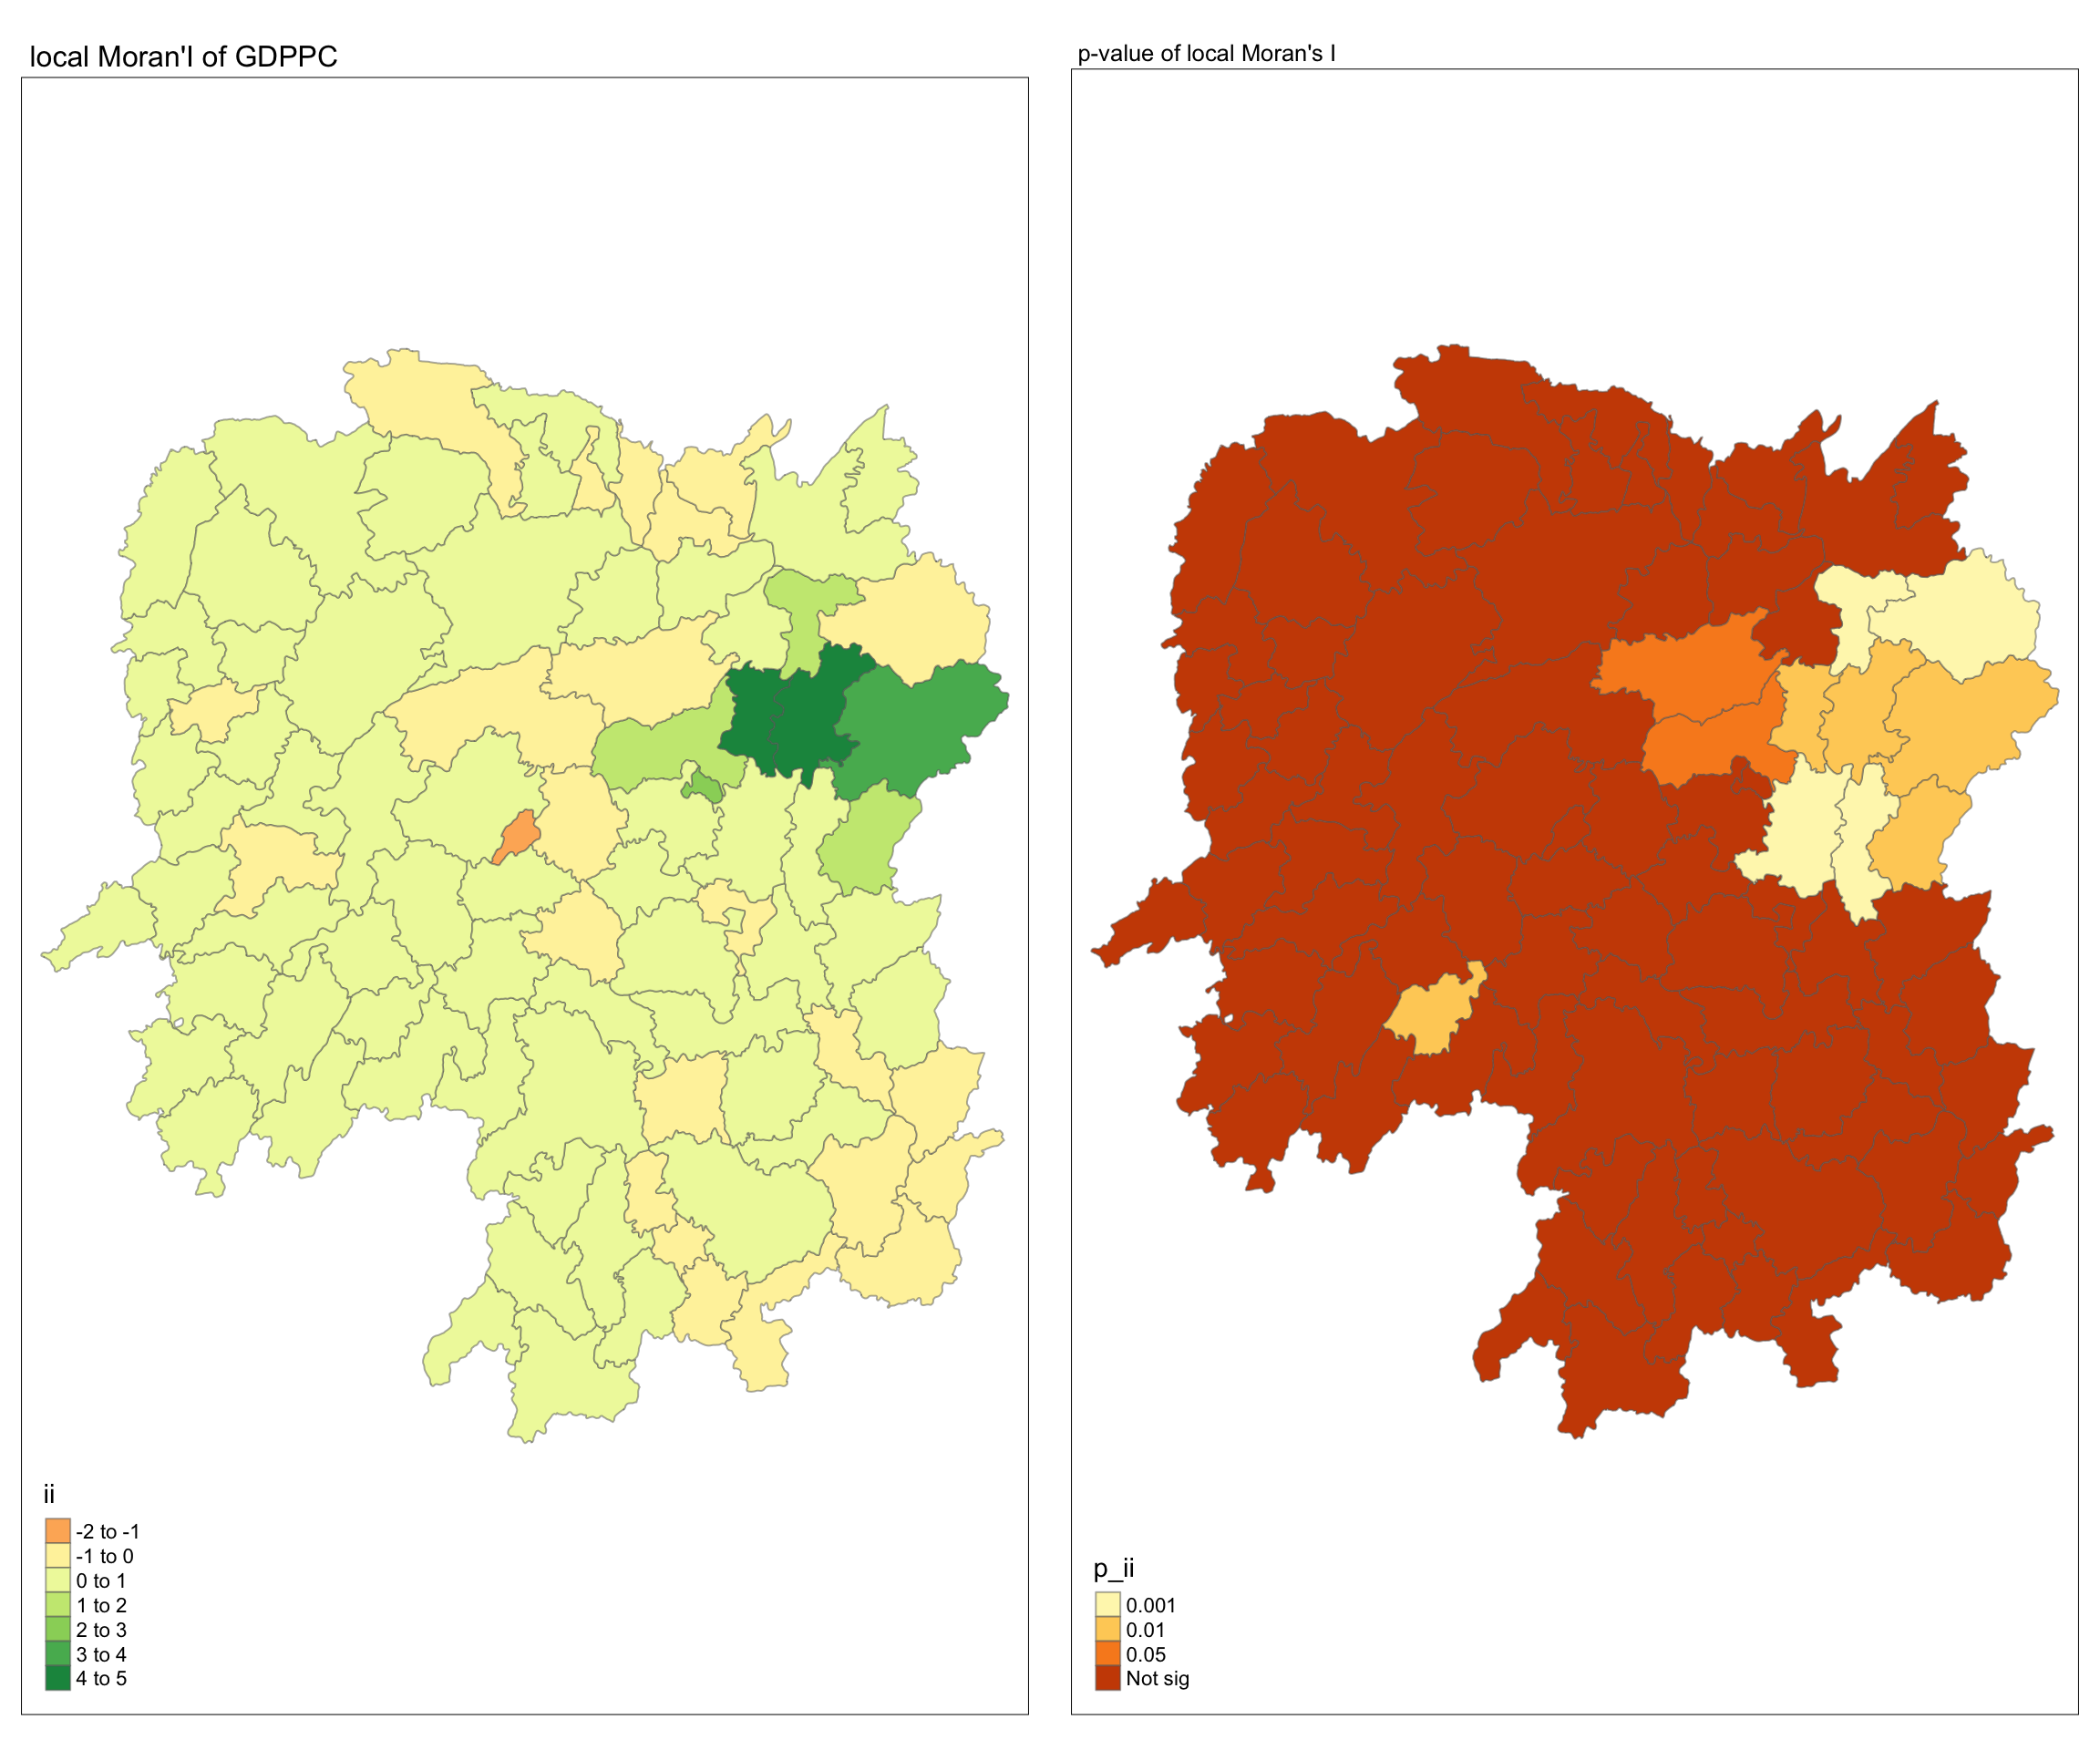 local Moran'I of GDPPC
ii
-2 to -1
-1 to 0
0 to 1
1 to 2
2 to 3
3 to 4
4 to 5
p-value of local Moran's I
p_ii
0.001
0.01
0.05
Not sig